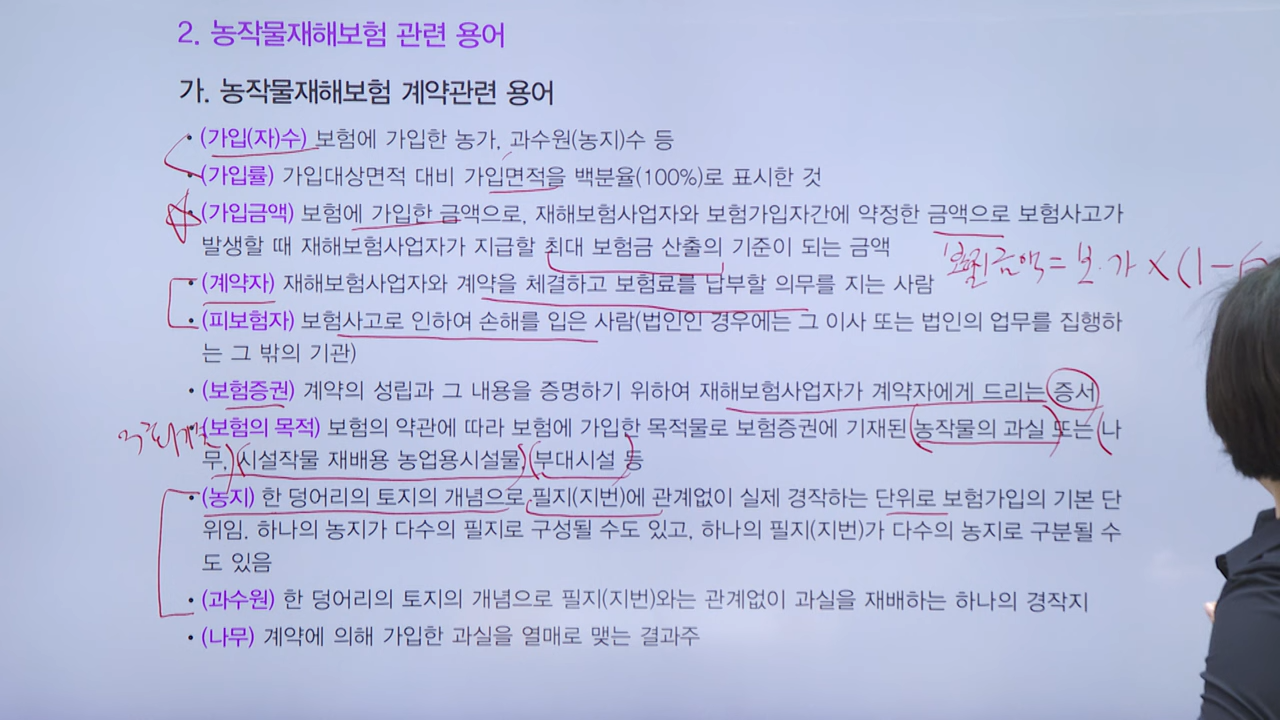 2. 농작물재해보험 관련 용어
가. 농작물재해보험 계약관련 용어
• (가입(자)수) 보험에 가입한 농가, 과수원(농지)수 등
• (가입률) 가입대상면적 대비 가입면적을 백분율(100%)로 표시한 것
• (가입금액) 보험에 가입한 금액으로, 재해보험사업자와 보험가입자간에 약정한 금액으로 보험사고가
발생할 때 재해보험사업자가 지급할 최대 보험금 산출의 기준이 되는 금액
금액 = 보.가 × (1 -
• (계약자) 재해보험사업자와 계약을 체결하고 보험료를 납부할 의무를 지는 사람
• (피보험자) 보험사고로 인하여 손해를 입은 사람(법인인 경우에는 그 이사 또는 법인의 업무를 집행하
는 그 밖의 기관)
• (보험증권) 계약의 성립과 그 내용을 증명하기 위하여 재해보험사업자가 계약자에게 드리는 증서
• (보험의 목적) 보험의 약관에 따라 보험에 가입한 목적물로 보험증권에 기재된 농작물의 과실 또는 나
무, 시설작물 재배용 농업용시설물, 부대시설 등
• (농지) 한 덩어리의 토지의 개념으로 필지(지번)에 관계없이 실제 경작하는 단위로 보험가입의 기본 단
위임. 하나의 농지가 다수의 필지로 구성될 수도 있고, 하나의 필지(지번)가 다수의 농지로 구분될 수
도 있음
• (과수원) 한 덩어리의 토지의 개념으로 필지(지번)와는 관계없이 과실을 재배하는 하나의 경작지
• (나무) 계약에 의해 가입한 과실을 열매로 맺는 결과주